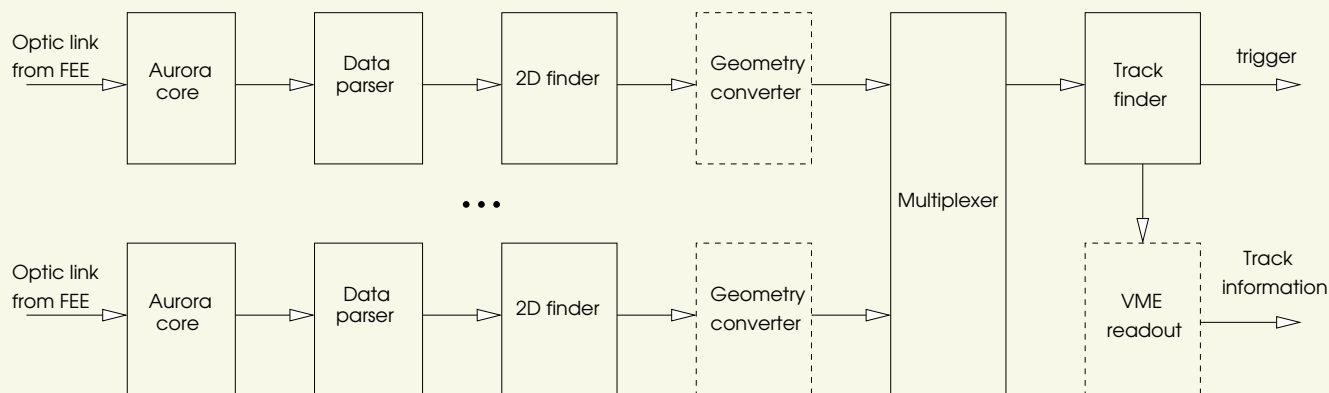 Optic link
from FEE
Aurora
core
Data
parser
2D finder
Geometry
converter
Multiplexer
Track
finder
trigger
Optic link
from FEE
Aurora
core
Data
parser
2D finder
Geometry
converter
VME
readout
Track
information